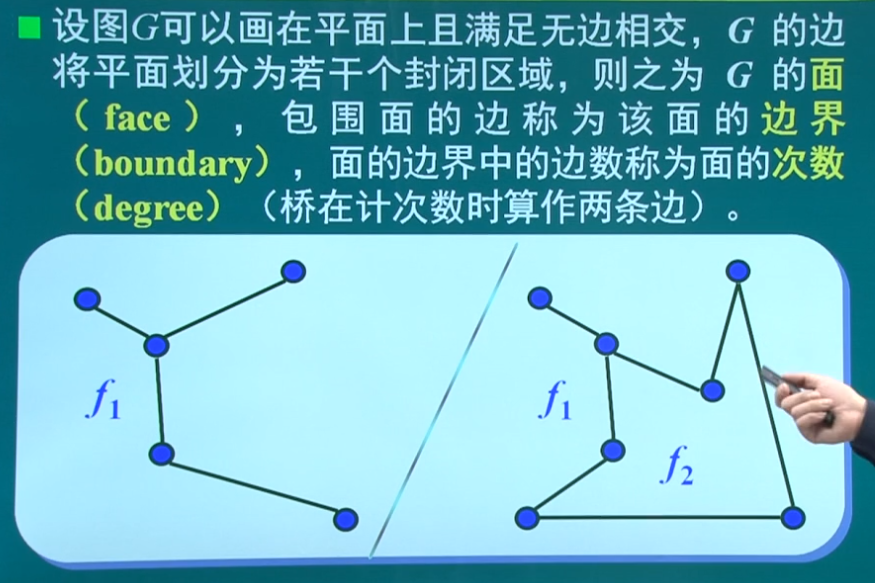 设图G可以画在平面上且满足无边相交，G 的边
将平面划分为若干个封闭区域，则之为 G 的面
（face），包围面的边称为该面的边界
（boundary），面的边界中的边数称为面的次数
（degree）（桥在计次数时算作两条边）。
f1
f1
f2